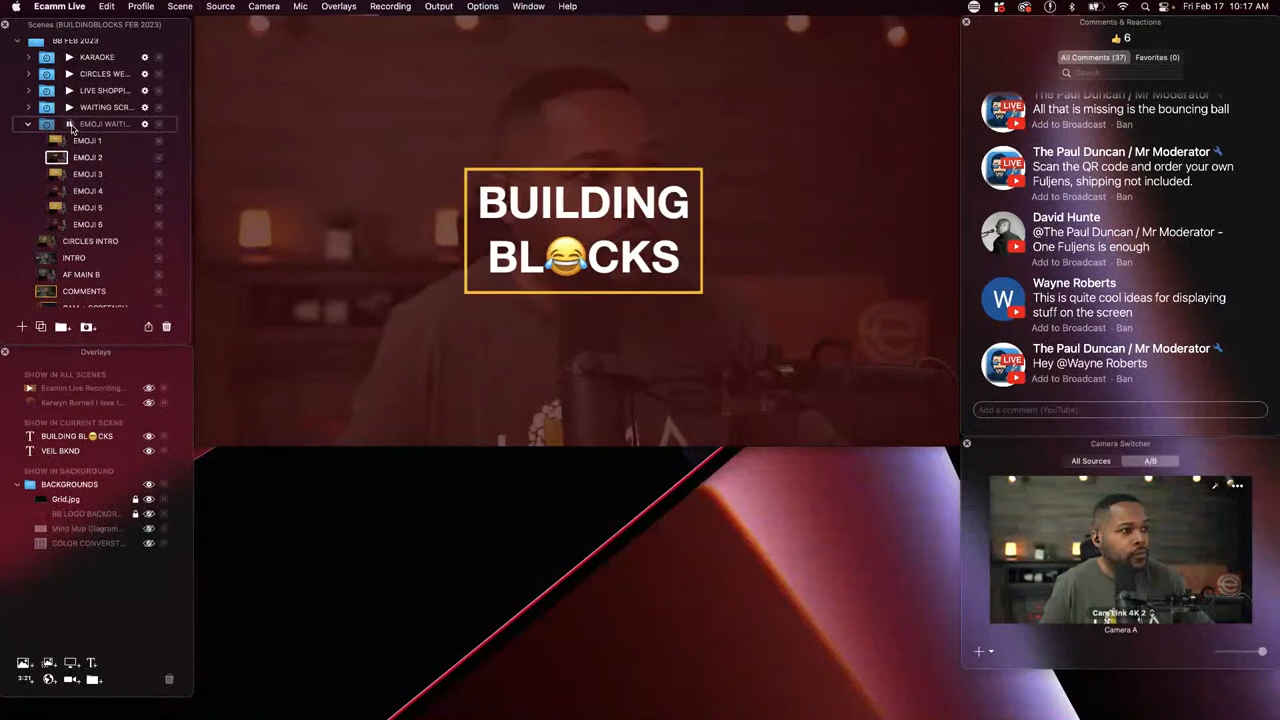 Ecamm Live Edit Profile Scene Source Camera Mic Overlays Recording Output Options Window Help
Fri Feb 17 10:17 AM
Scenes (BUILDINGBLOCKS FEB 2023)
BB FEB 2023
KARAOKE
CIRCLES WE...
LIVE SHOPPI...
WAITING SCR...
EMOJI WAITI...
EMOJI 1
EMOJI 2
EMOJI 3
EMOJI 4
EMOJI 5
EMOJI 6
CIRCLES INTRO
INTRO
AF MAIN B
COMMENTS
Overlays
SHOW IN ALL SCENES
Ecamm Live Recording...
Kerwyn Bornell I love t...
SHOW IN CURRENT SCENE
BUILDING BL😂CKS
VEIL BKND
SHOW IN BACKGROUND
BACKGROUNDS
Grid.jpg
BB LOGO BACKGR...
Mind Map Diagram...
COLOR CONVERST...
BUILDING
BL😂CKS
Comments & Reactions
👍 6
All Comments (37) Favorites (0)
Search
The Paul Duncan / Mr Moderator
LIVE
All that is missing is the bouncing ball
Add to Broadcast - Ban
The Paul Duncan / Mr Moderator
LIVE
Scan the QR code and order your
Fuljens, shipping not included.
Add to Broadcast - Ban
David Hunte
@The Paul Duncan / Mr Moderator -
One Fuljens is enough
Add to Broadcast - Ban
W
Wayne Roberts
This is quite cool ideas for displaying
stuff on the screen
Add to Broadcast - Ban
The Paul Duncan / Mr Moderator
LIVE
Hey @Wayne Roberts
Add to Broadcast - Ban
Add a comment (YouTube)
Camera Switcher
All Sources A/B
Cam Link 4K 2
Camera A